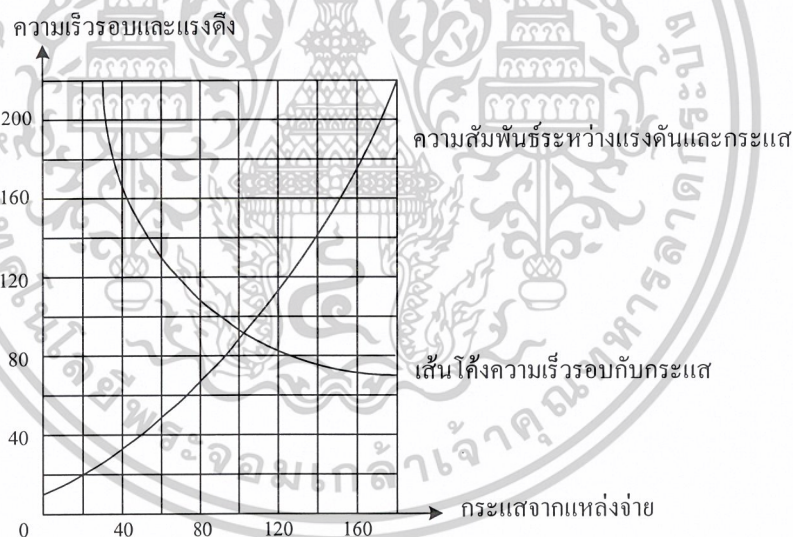 ความเร็วรอบและแรงดึง
200
ความสัมพันธ์ระหว่างแรงดันและกระแส
160
120
80
เส้นโค้งความเร็วรอบกับกระแส
40
กระแสจากแหล่งจ่าย
0 40 80 120 160